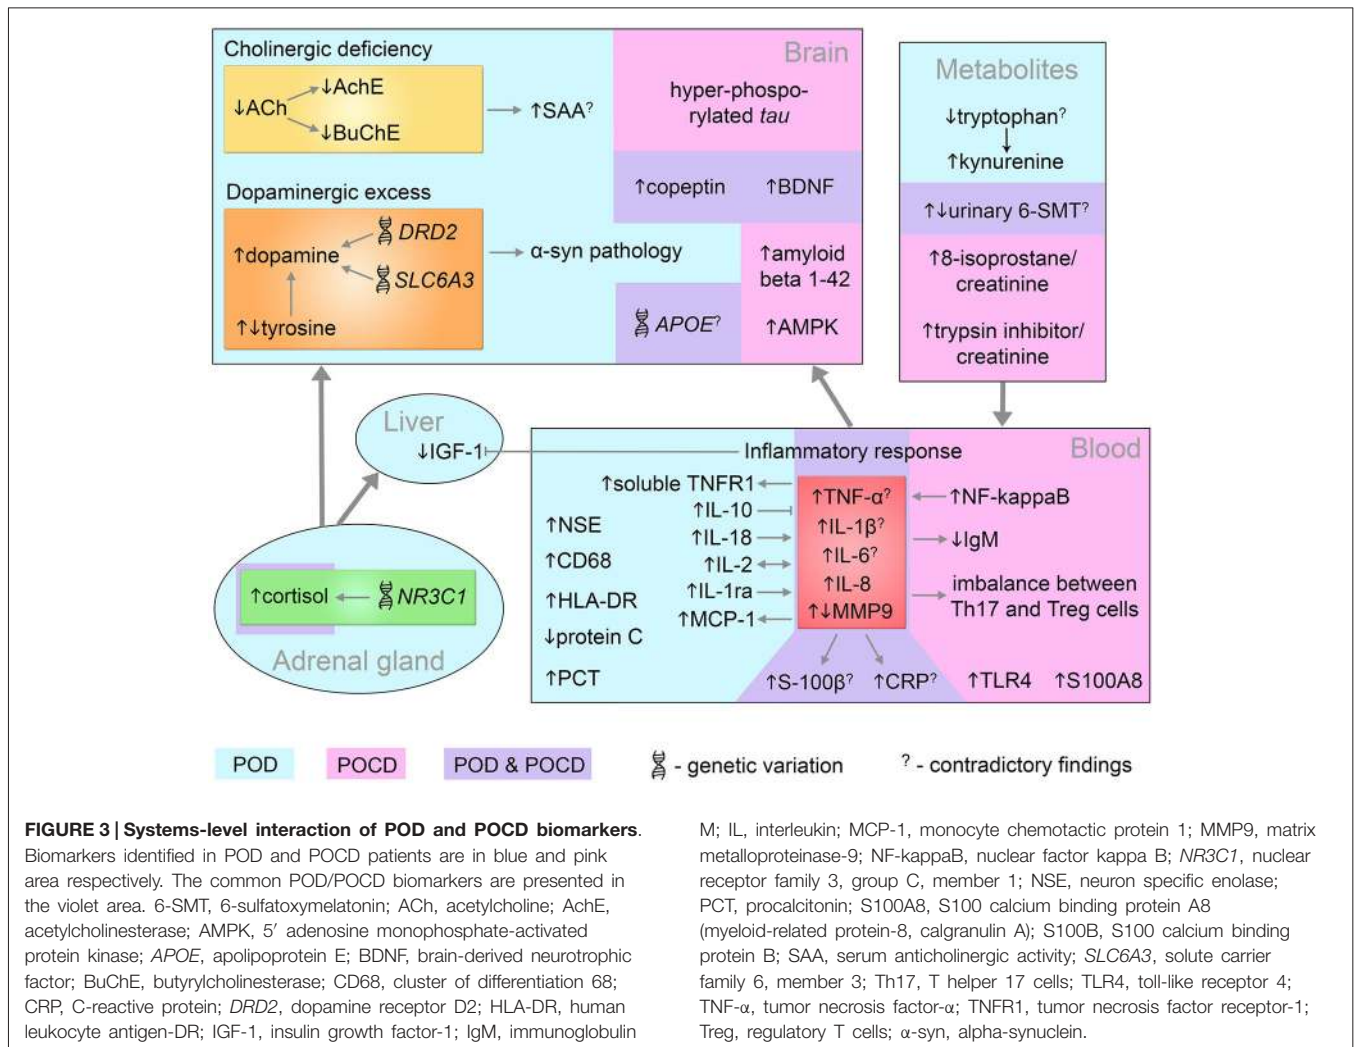 Brain
Cholinergic deficiency
↓ACh
↓AchE
↓BuChE
↑SAA?
hyper-phospo-
rylated tau
↑copeptin
↑BDNF
Dopaminergic excess
↑dopamine
DRD2
SLC6A3
↑↓tyrosine
α-syn pathology
↑amyloid
beta 1-42
APOE?
↑AMPK
Metabolites
↓tryptophan?
↑kynurenine
↑↓urinary 6-SMT?
↑8-isoprostane/
creatinine
↑trypsin inhibitor/
creatinine
Liver
↓IGF-1
↑cortisol
NR3C1
Adrenal gland
Blood
Inflammatory response
↑soluble TNFR1
↑IL-10
↑IL-18
↑IL-2
↑IL-1ra
↑MCP-1
↑NSE
↑CD68
↑HLA-DR
↓protein C
↑PCT
↑TNF-α?
↑IL-1β?
↑IL-6?
↑IL-8
↑↓MMP9
↑S-100β?
↑CRP?
↑NF-kappaB
↓IgM
imbalance between
Th17 and Treg cells
↑TLR4
↑S100A8
POD
POCD
POD & POCD
- genetic variation
? - contradictory findings
FIGURE 3 | Systems-level interaction of POD and POCD biomarkers.
Biomarkers identified in POD and POCD patients are in blue and pink
area respectively. The common POD/POCD biomarkers are presented in
the violet area. 6-SMT, 6-sulfatoxymelatonin; ACh, acetylcholine; AchE,
acetylcholinesterase; AMPK, 5′ adenosine monophosphate-activated
protein kinase; APOE, apolipoprotein E; BDNF, brain-derived neurotrophic
factor; BuChE, butyrylcholinesterase; CD68, cluster of differentiation 68;
CRP, C-reactive protein; DRD2, dopamine receptor D2; HLA-DR, human
leukocyte antigen-DR; IGF-1, insulin growth factor-1; IgM, immunoglobulin
M; IL, interleukin; MCP-1, monocyte chemotactic protein 1; MMP9, matrix
metalloproteinase-9; NF-kappaB, nuclear factor kappa B; NR3C1, nuclear
receptor family 3, group C, member 1; NSE, neuron specific enolase;
PCT, procalcitonin; S100A8, S100 calcium binding protein A8
(myeloid-related protein-8, calgranulin A); S100B, S100 calcium binding
protein B; SAA, serum anticholinergic activity; SLC6A3, solute carrier
family 6, member 3; Th17, T helper 17 cells; TLR4, toll-like receptor 4;
TNF-α, tumor necrosis factor-α; TNFR1, tumor necrosis factor receptor-1;
Treg, regulatory T cells; α-syn, alpha-synuclein.